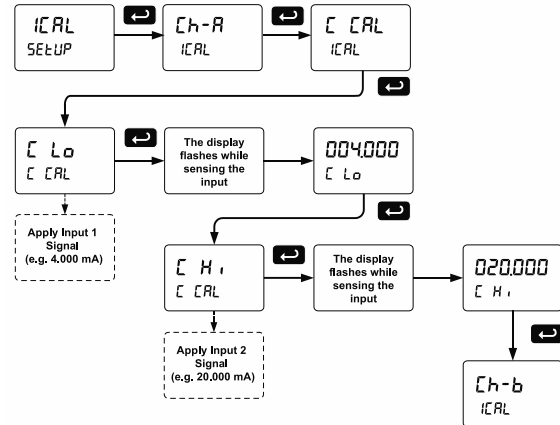 ICAL
SEtUP
Ch-A
ICAL
C CAL
ICAL
C Lo
C CAL
The display
flashes while
sensing the
input
004.000
C Lo
Apply Input 1
Signal
(e.g. 4.000 mA)
C Hi
C CAL
The display
flashes while
sensing the
input
020.000
C Hi
Apply Input 2
Signal
(e.g. 20.000 mA)
Ch-b
ICAL